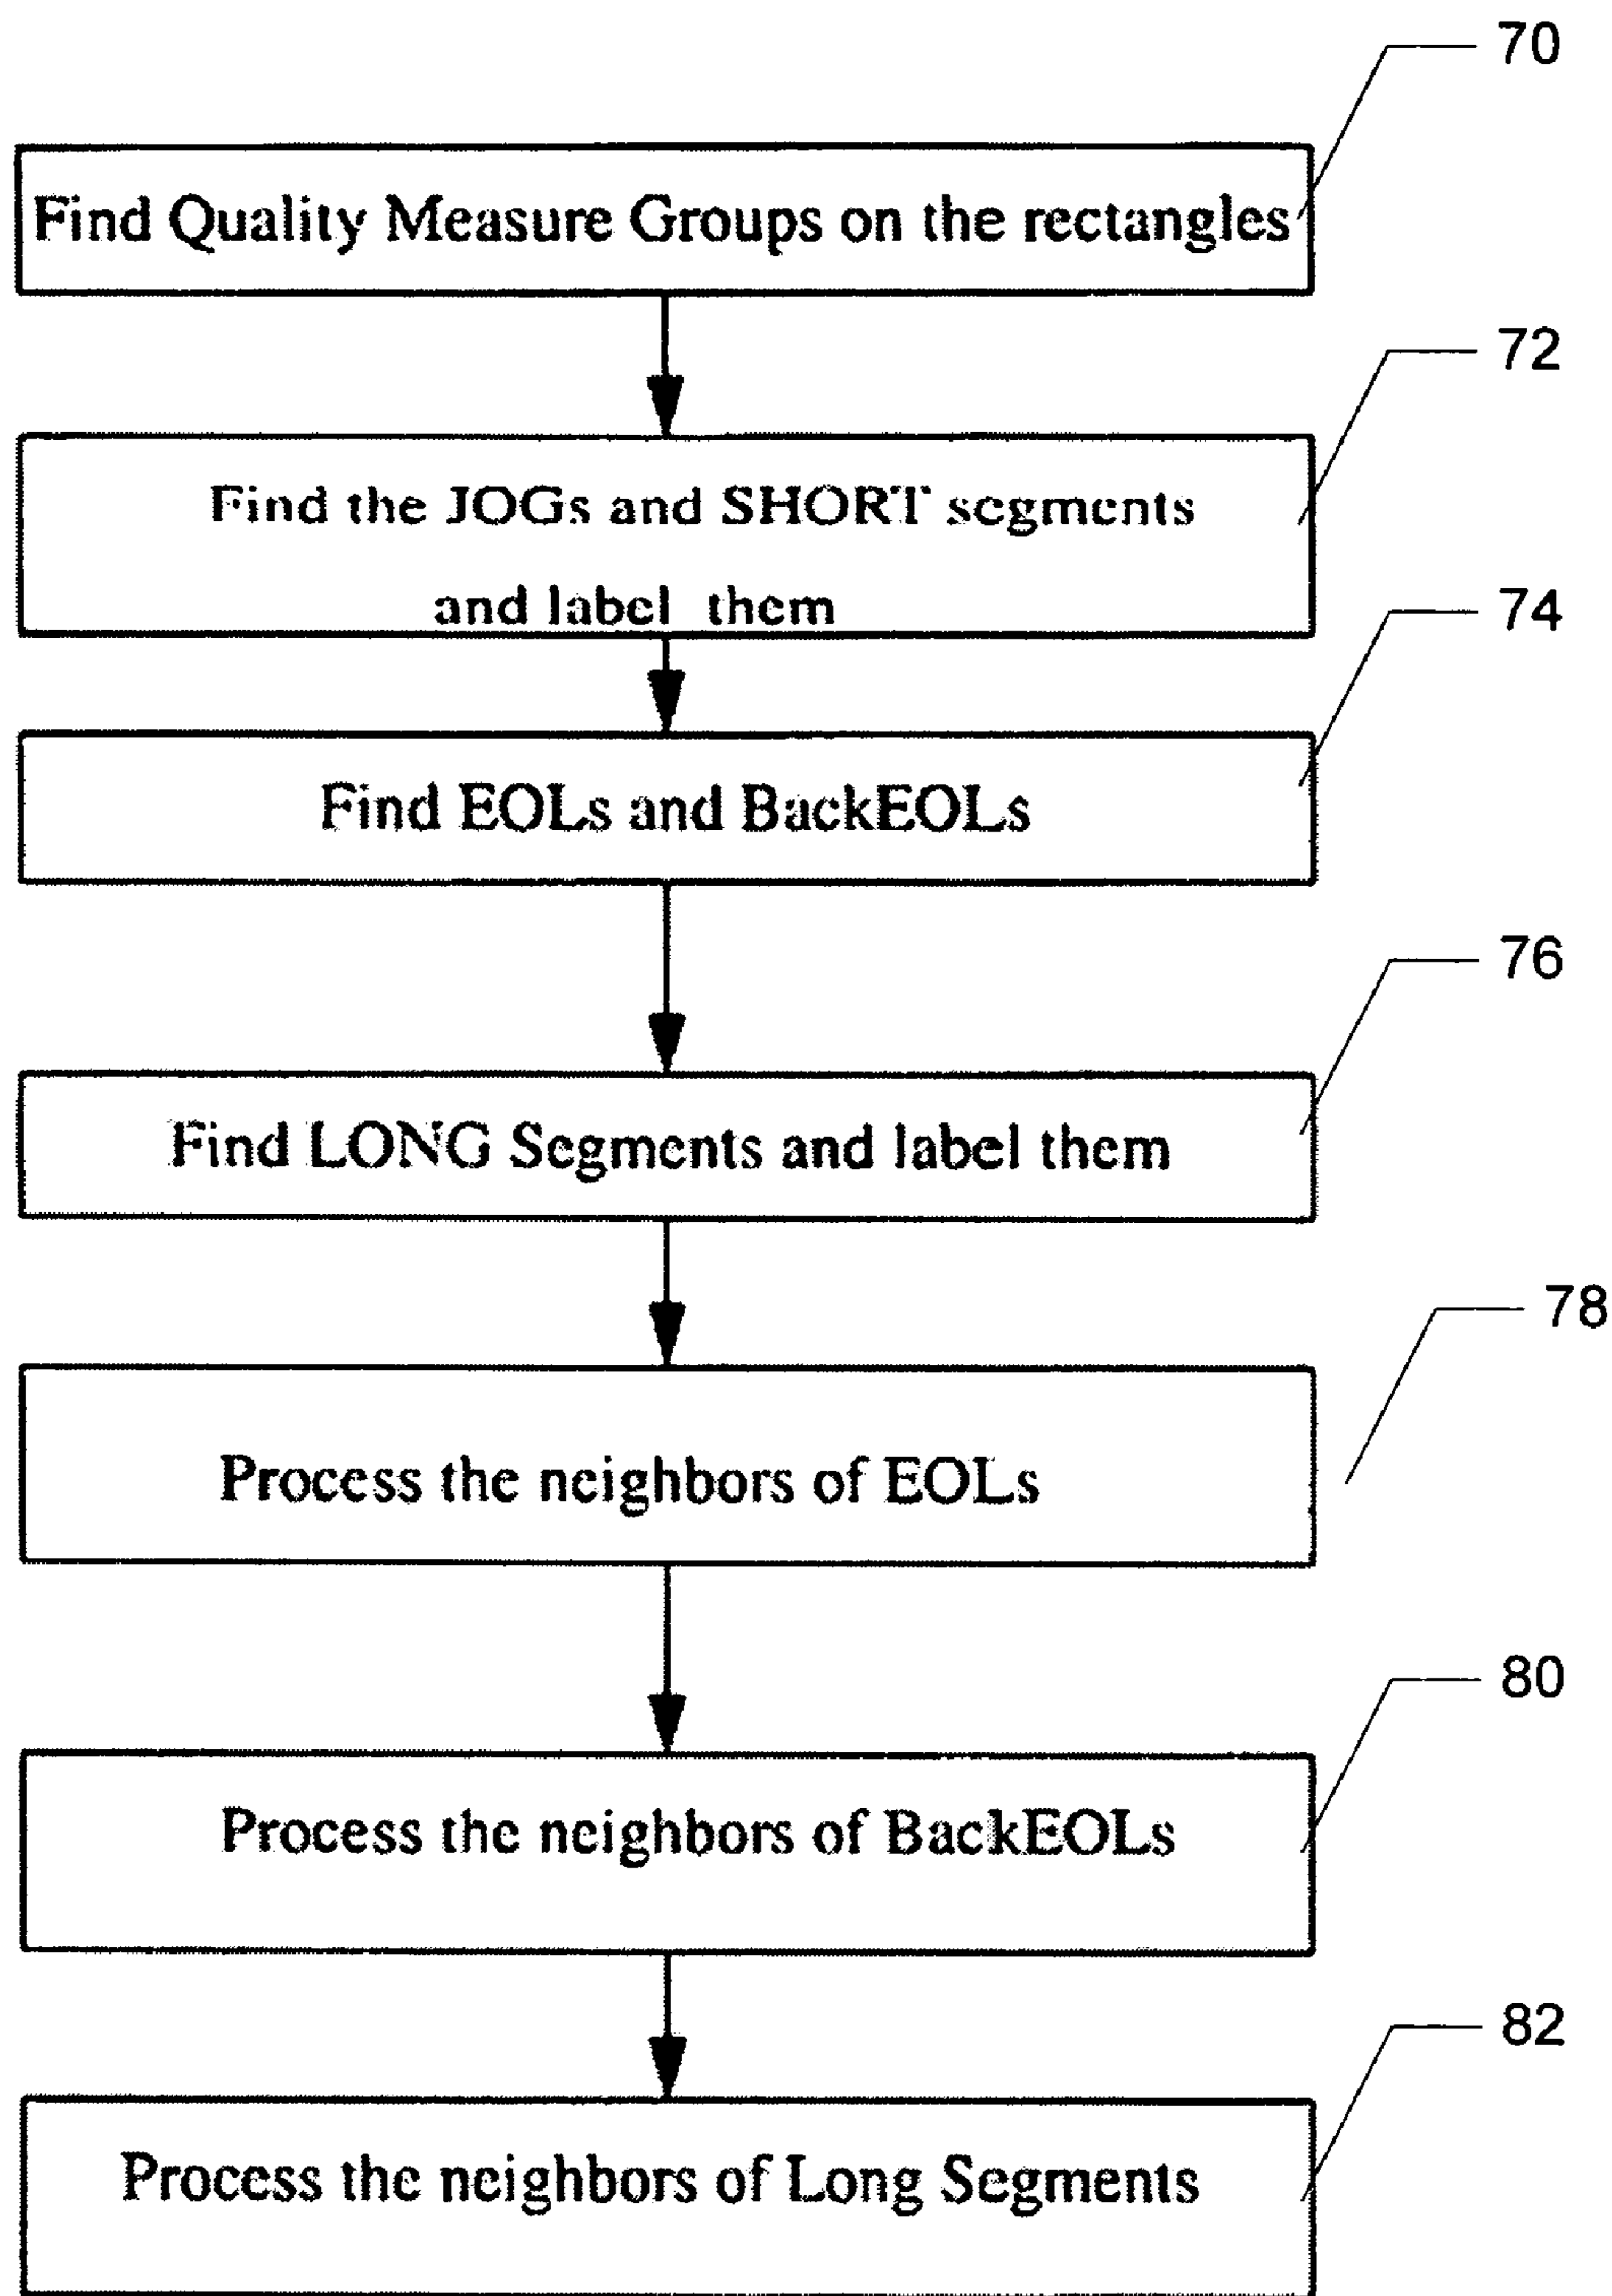 70
Find Quality Measure Groups on the rectangles
72
Find the JOGs and SHORT segments
and label them
74
Find EOLs and BackEOLs
76
Find LONG Segments and label them
78
Process the neighbors of EOLs
80
Process the neighbors of BackEOLs
82
Process the neighbors of Long Segments